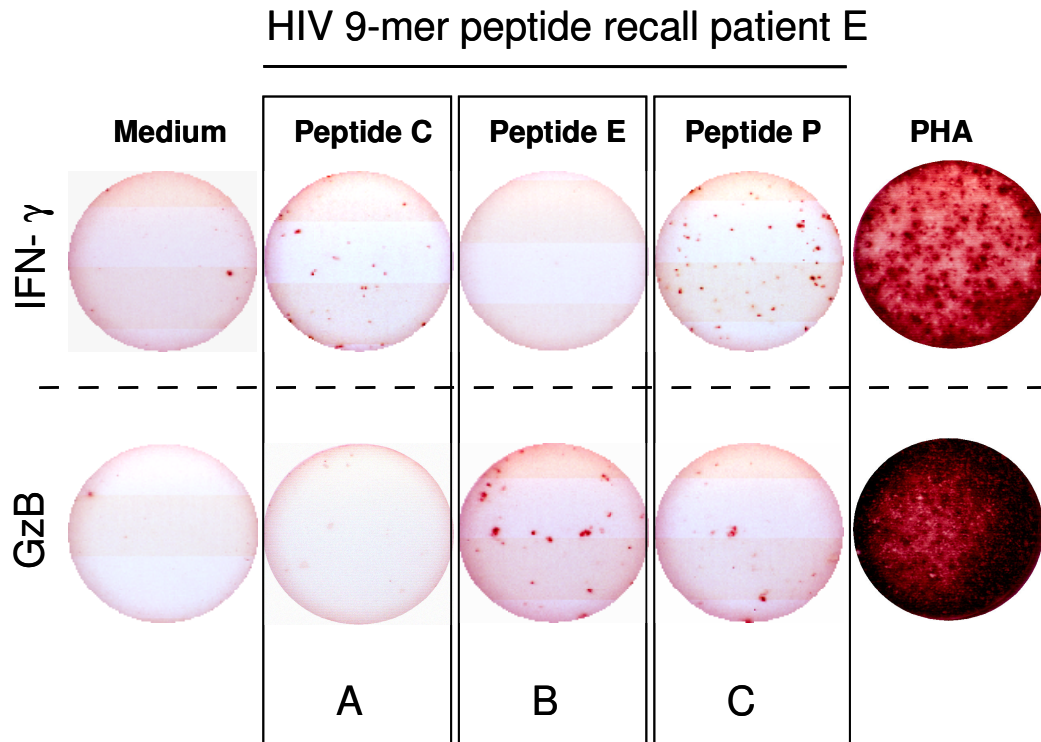 HIV 9-mer peptide recall patient E
Medium Peptide C Peptide E Peptide P PHA
IFN- γ
GzB
A B C